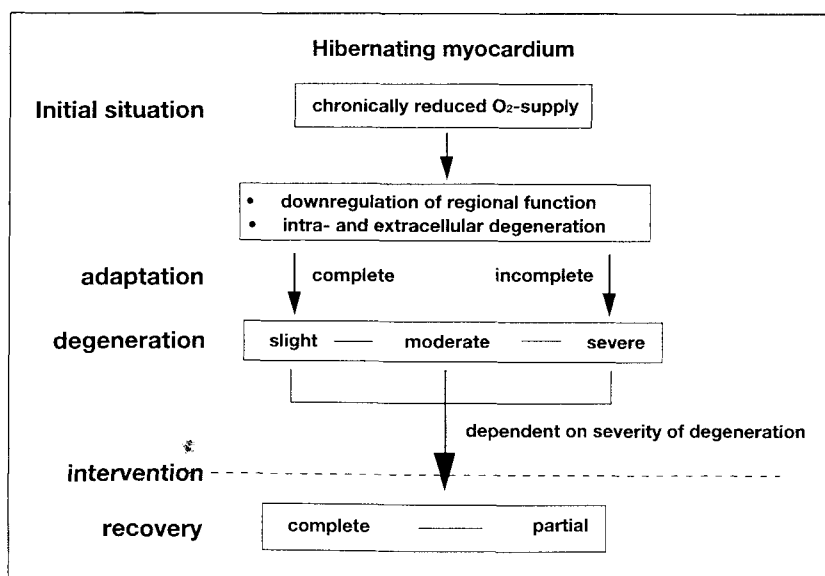 Hibernating myocardium
Initial situation
chronically reduced O₂-supply
• downregulation of regional function
• intra- and extracellular degeneration
adaptation complete incomplete
degeneration slight — moderate — severe
dependent on severity of degeneration
intervention
recovery complete — partial